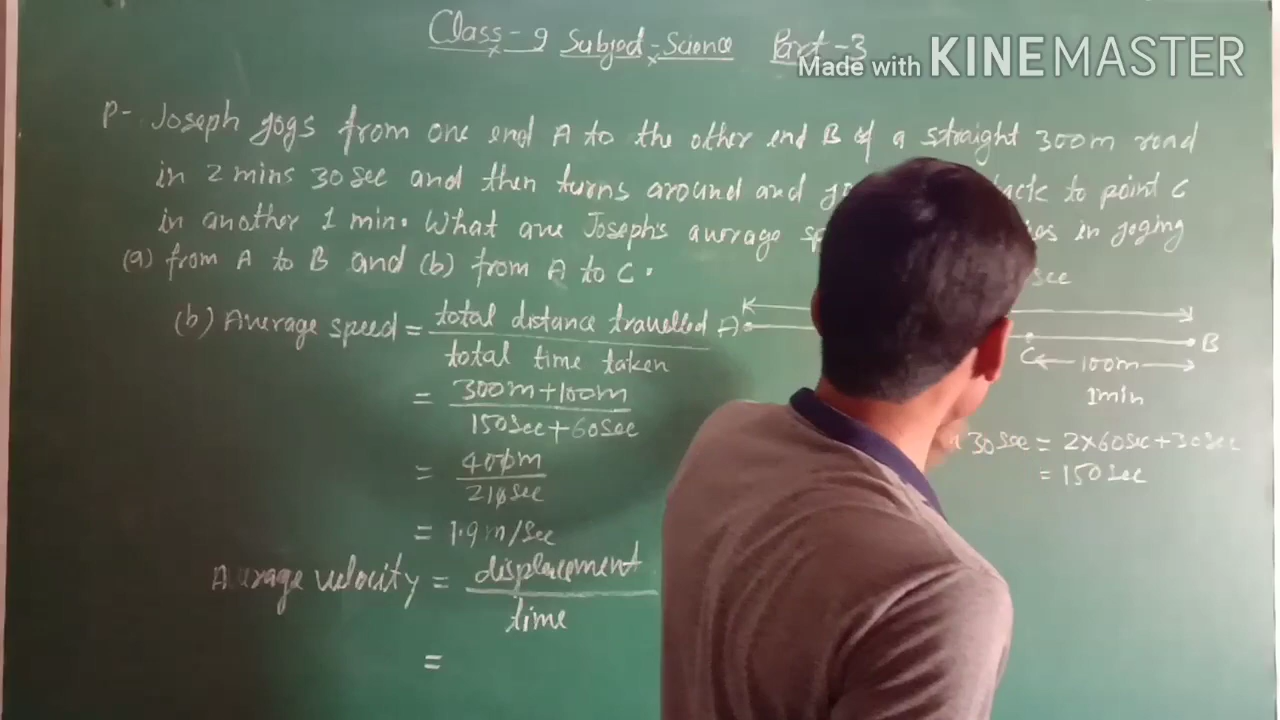 Class-9 Subject-Science Part-3
Made with KINEMASTER
P- Joseph jogs from one end A to the other end B of a straight 300m road
in 2 mins 30 sec and then turns around and back to point C
in another 1 min. What are Joseph's average in joging
(a) from A to B and (b) from A to C.
sec
(b) Average speed = total distance travelled
total time taken
A B
C 100m
1min
= 300m+100m
150sec+60sec
30sec = 2×60sec+30sec
= 150sec
= 400m
210sec
= 1.9m/sec
Average velocity = displacement
time
=